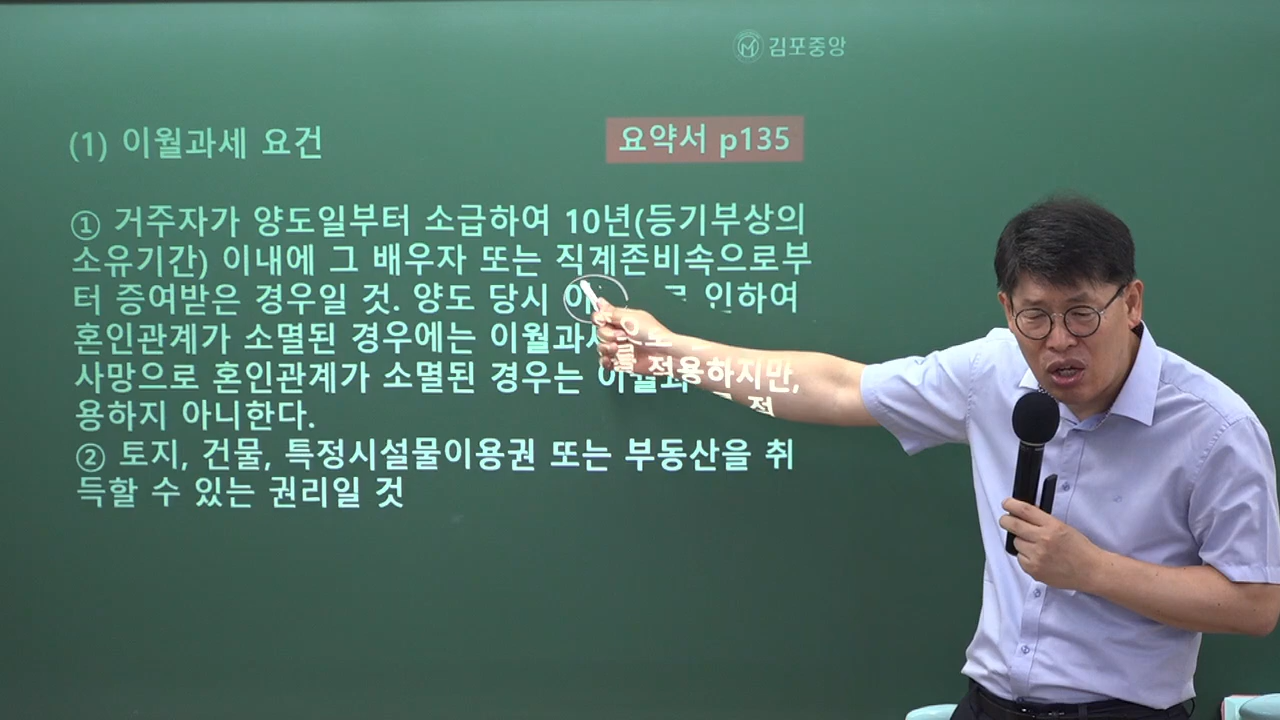 김포중앙
(1) 이월과세 요건
요약서 p135
① 거주자가 양도일부터 소급하여 10년(등기부상의
소유기간) 이내에 그 배우자 또는 직계존비속으로부
터 증여받은 경우일 것. 양도 당시 인하여
혼인관계가 소멸된 경우에는 이월과세 적용하지만,
사망으로 혼인관계가 소멸된 경우는 이월과 적
용하지 아니한다.
② 토지, 건물, 특정시설물이용권 또는 부동산을 취
득할 수 있는 권리일 것